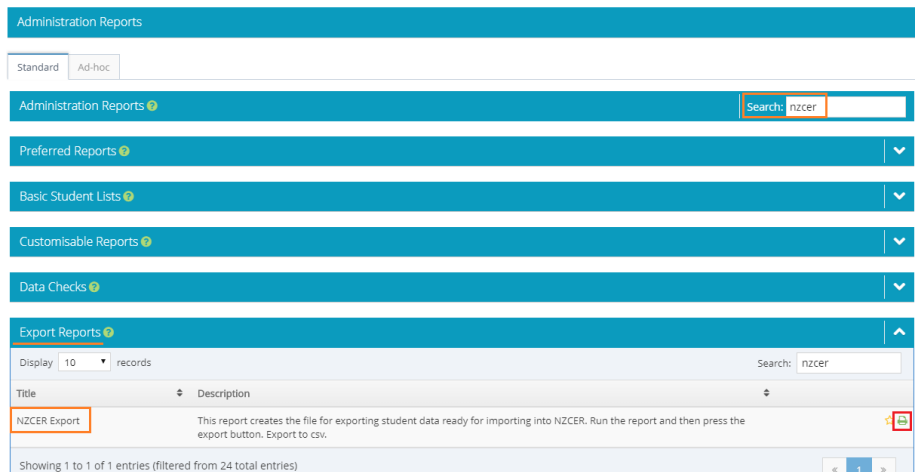 Administration Reports
Standard Ad-hoc
Administration Reports ? Search: nzcer
Preferred Reports ?
Basic Student Lists ?
Customisable Reports ?
Data Checks ?
Export Reports ?
Display 10 records Search: nzcer
Title Description
NZCER Export This report creates the file for exporting student data ready for importing into NZCER. Run the report and then press the
export button. Export to csv.
Showing 1 to 1 of 1 entries (filtered from 24 total entries) « 1 »